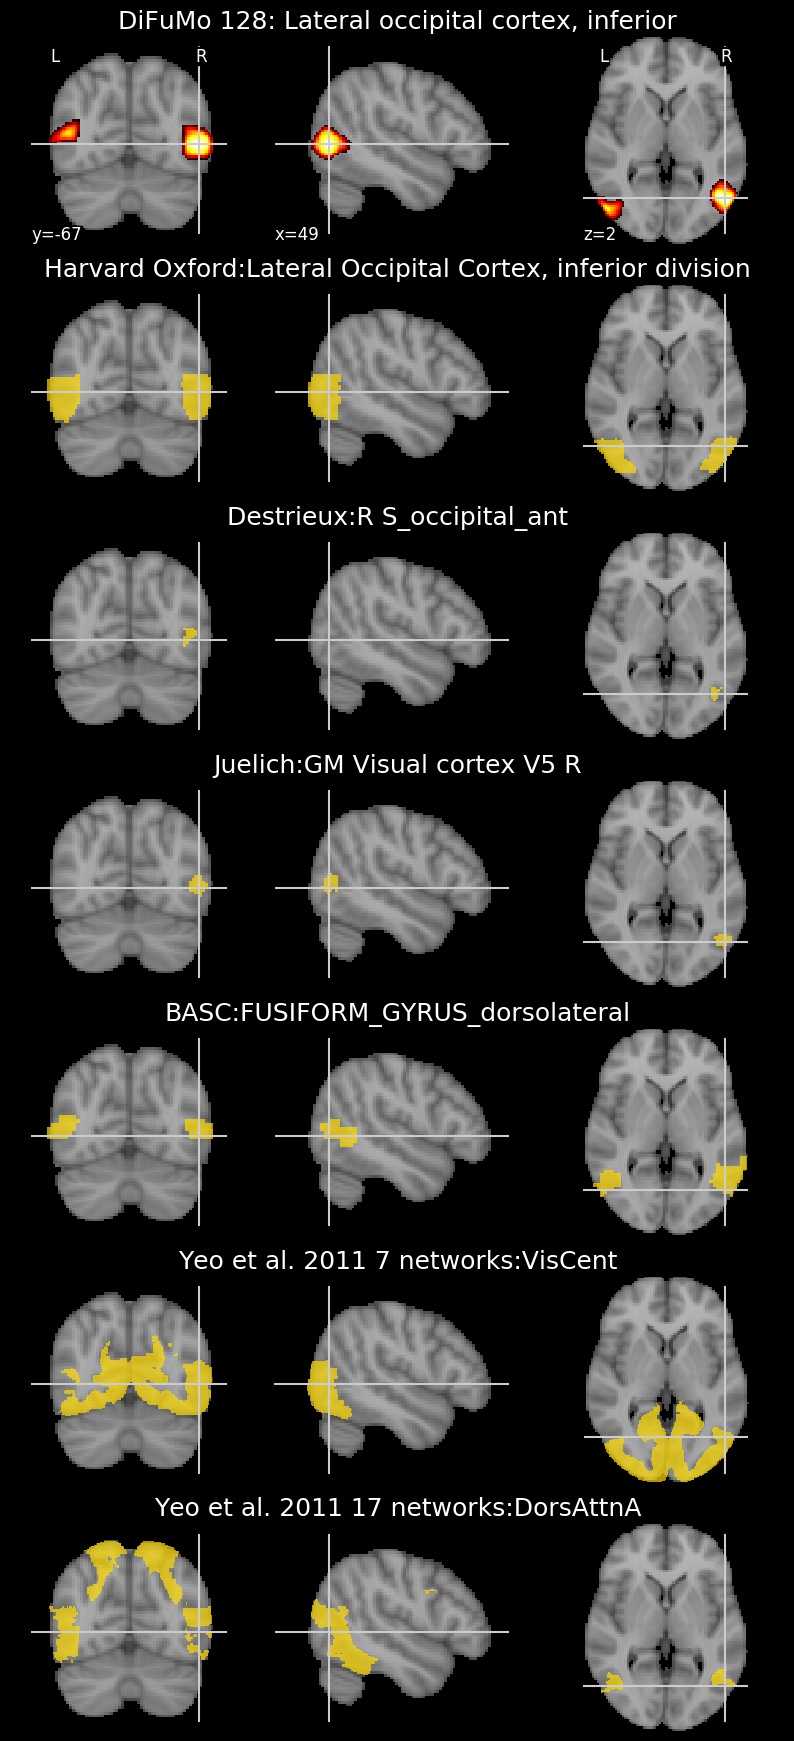 DiFuMo 128: Lateral occipital cortex, inferior
L R L R
y=-67 x=49 z=2
Harvard Oxford:Lateral Occipital Cortex, inferior division
Destrieux:R S_occipital_ant
Juelich:GM Visual cortex V5 R
BASC:FUSIFORM_GYRUS_dorsolateral
Yeo et al. 2011 7 networks:VisCent
Yeo et al. 2011 17 networks:DorsAttnA